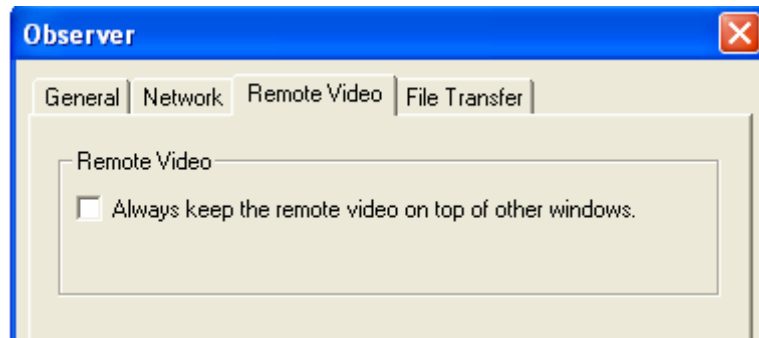 Observer
General Network Remote Video File Transfer
Remote Video
Always keep the remote video on top of other windows.